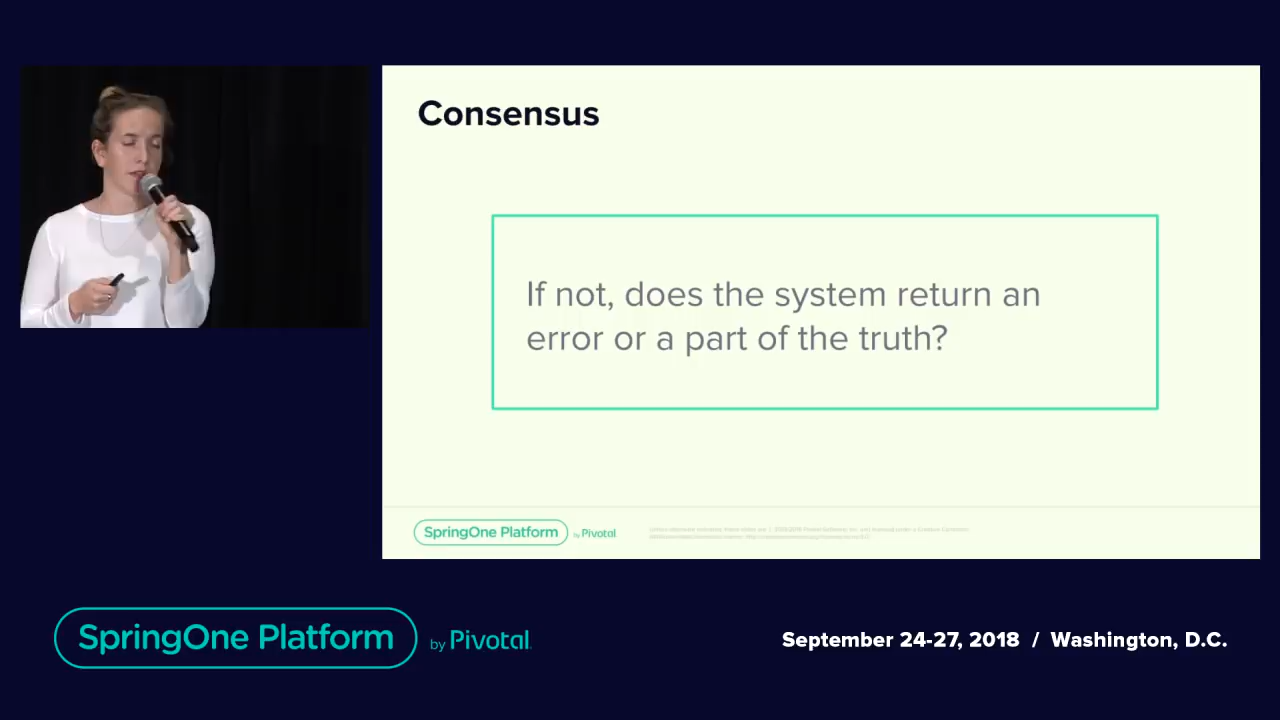 Consensus
If not, does the system return an
error or a part of the truth?
SpringOne Platform by Pivotal
SpringOne Platform by Pivotal
September 24-27, 2018 / Washington, D.C.